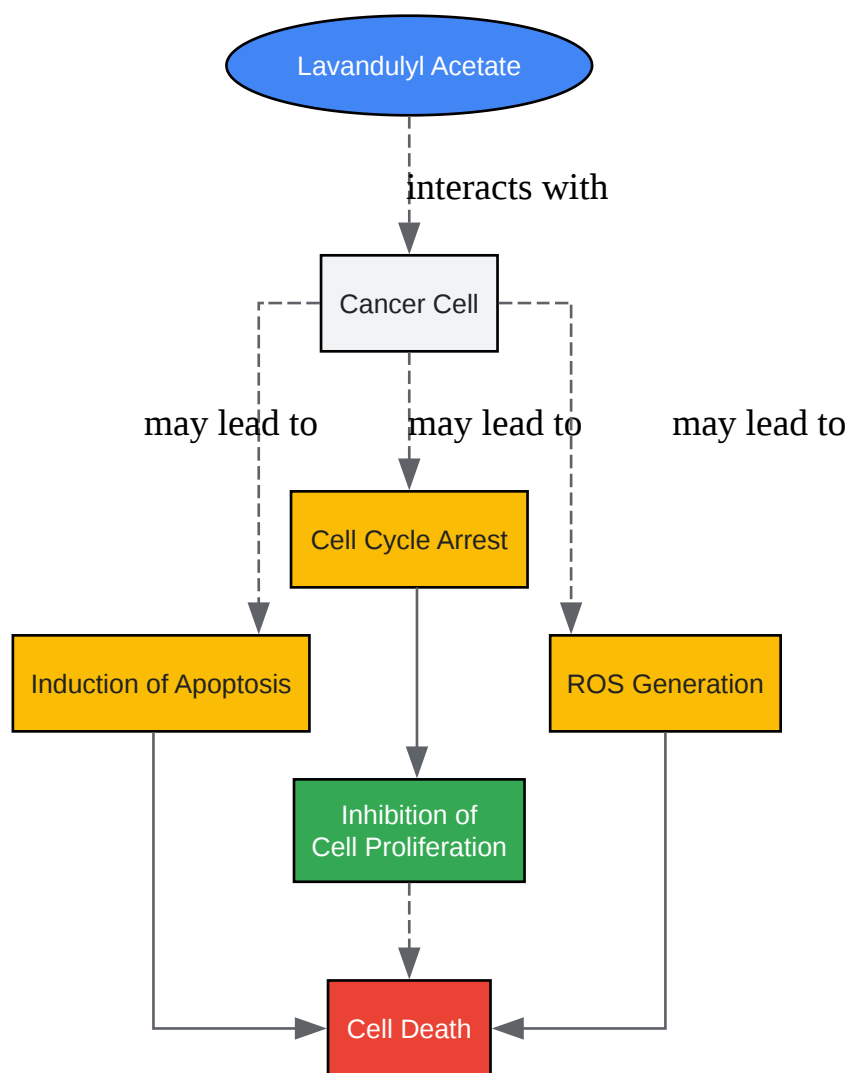 Lavandulyl Acetate
interacts with
Cancer Cell
may lead to
may lead to
may lead to
Cell Cycle Arrest
Induction of Apoptosis
ROS Generation
Inhibition of
Cell Proliferation
Cell Death